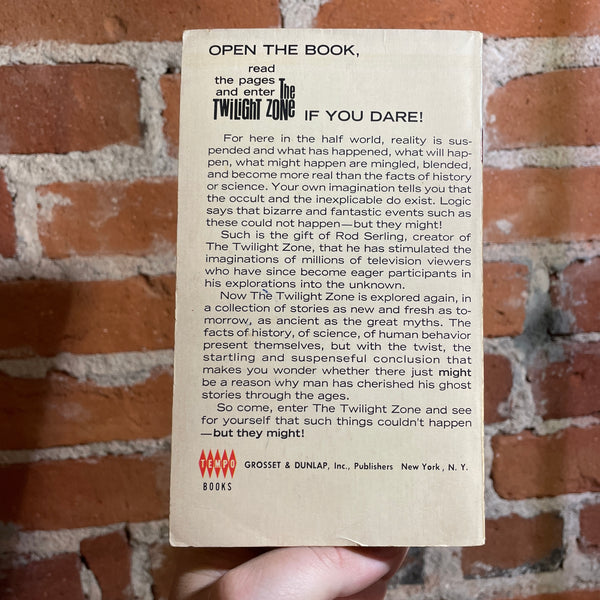 OPEN THE BOOK,
read
the pages
and enter The
TWILIGHT ZONE IF YOU DARE!
For here in the half world, reality is sus-
pended and what has happened, what will hap-
pen, what might happen are mingled, blended,
and become more real than the facts of history
or science. Your own imagination tells you that
the occult and the inexplicable do exist. Logic
says that bizarre and fantastic events such as
these could not happen—but they might!
Such is the gift of Rod Serling, creator of
The Twilight Zone, that he has stimulated the
imaginations of millions of television viewers
who have since become eager participants in
his explorations into the unknown.
Now The Twilight Zone is explored again, in
a collection of stories as new and fresh as to-
morrow, as ancient as the great myths. The
facts of history, of science, of human behavior
present themselves, but with the twist, the
startling and suspenseful conclusion that
makes you wonder whether there just might
be a reason why man has cherished his ghost
stories through the ages.
So come, enter The Twilight Zone and see
for yourself that such things couldn't happen
—but they might!
TEMPO
BOOKS
GROSSET & DUNLAP, Inc., Publishers New York, N. Y.